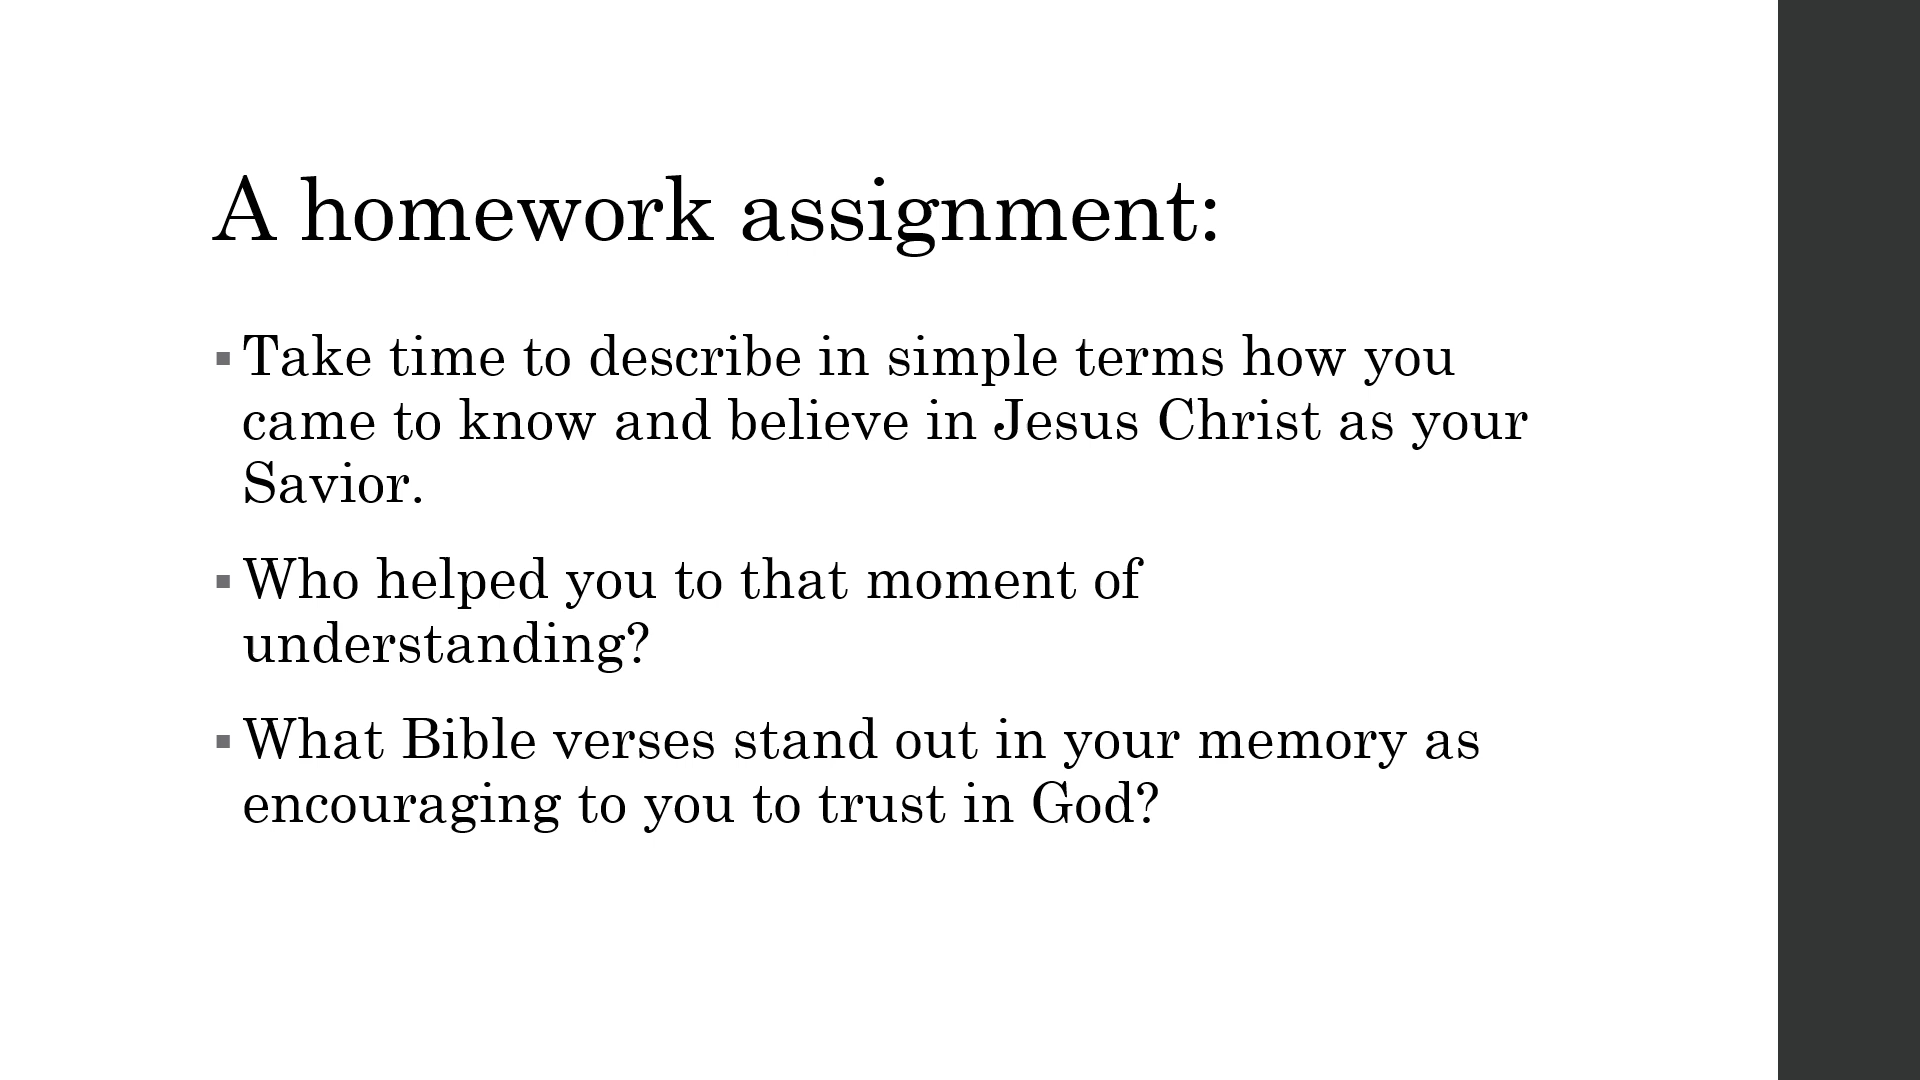 A homework assignment:
▪ Take time to describe in simple terms how you
came to know and believe in Jesus Christ as your
Savior.
▪ Who helped you to that moment of
understanding?
▪ What Bible verses stand out in your memory as
encouraging to you to trust in God?